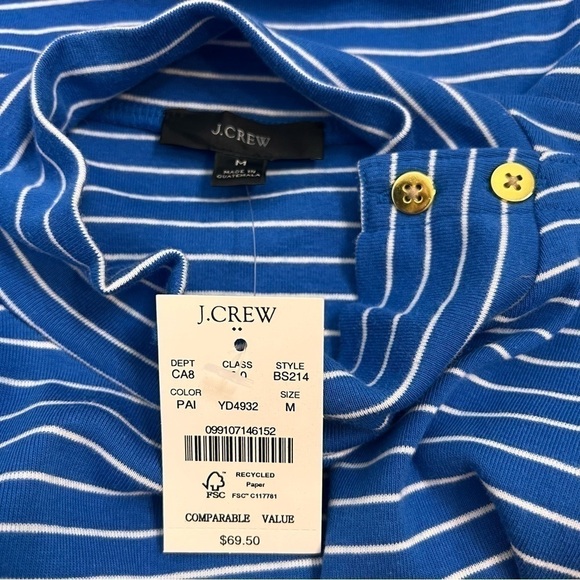 J.CREW
M
MADE IN
GUATEMALA
J.CREW
DEPT CLASS STYLE
CA8 BS214
COLOR SIZE
PAI YD4932 M
099107146152
RECYCLED
Paper
FSC FSC™ C117781
COMPARABLE VALUE
$69.50